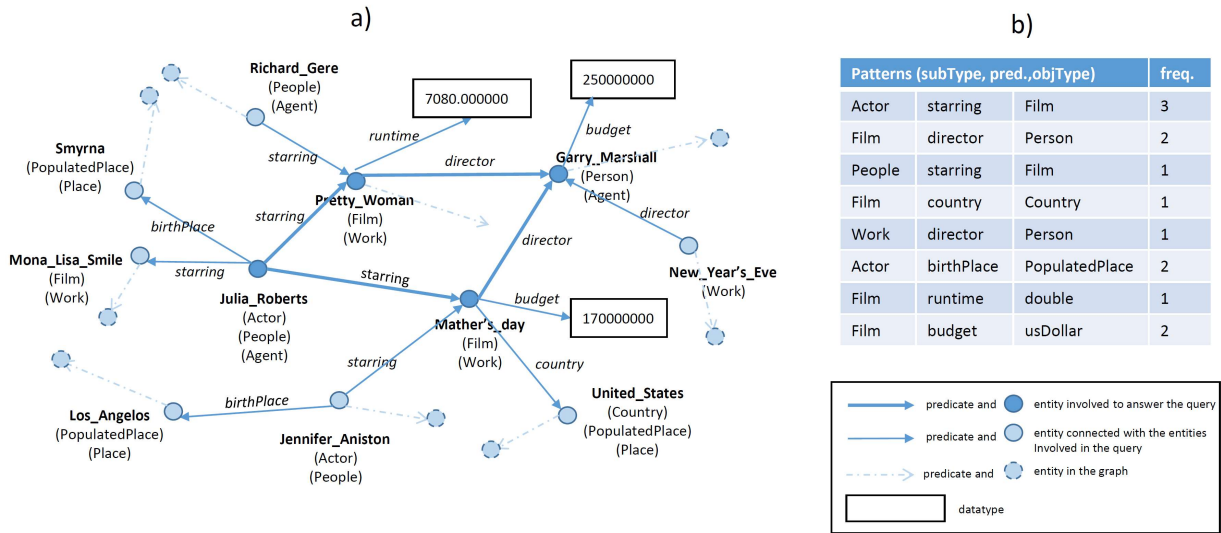 a)
Richard_Gere
(People)
(Agent)
7080.000000
250000000
runtime
budget
Smyrna
(PopulatedPlace)
(Place)
starring
director
Garry_Marshall
(Person)
(Agent)
Pretty_Woman
(Film)
(Work)
birthPlace
starring
director
director
Mona_Lisa_Smile
(Film)
(Work)
starring
starring
New_Year's_Eve
(Work)
Julia_Roberts
(Actor)
(People)
(Agent)
budget
170000000
Mather's_day
(Film)
(Work)
starring
country
Los_Angelos
(PopulatedPlace)
(Place)
birthPlace
Jennifer_Aniston
(Actor)
(People)
United_States
(Country)
(PopulatedPlace)
(Place)
b)
Patterns (subType, pred.,objType) freq.
Actor starring Film 3
Film director Person 2
People starring Film 1
Film country Country 1
Work director Person 1
Actor birthPlace PopulatedPlace 2
Film runtime double 1
Film budget usDollar 2
predicate and entity involved to answer the query
predicate and entity connected with the entities
Involved in the query
predicate and entity in the graph
datatype